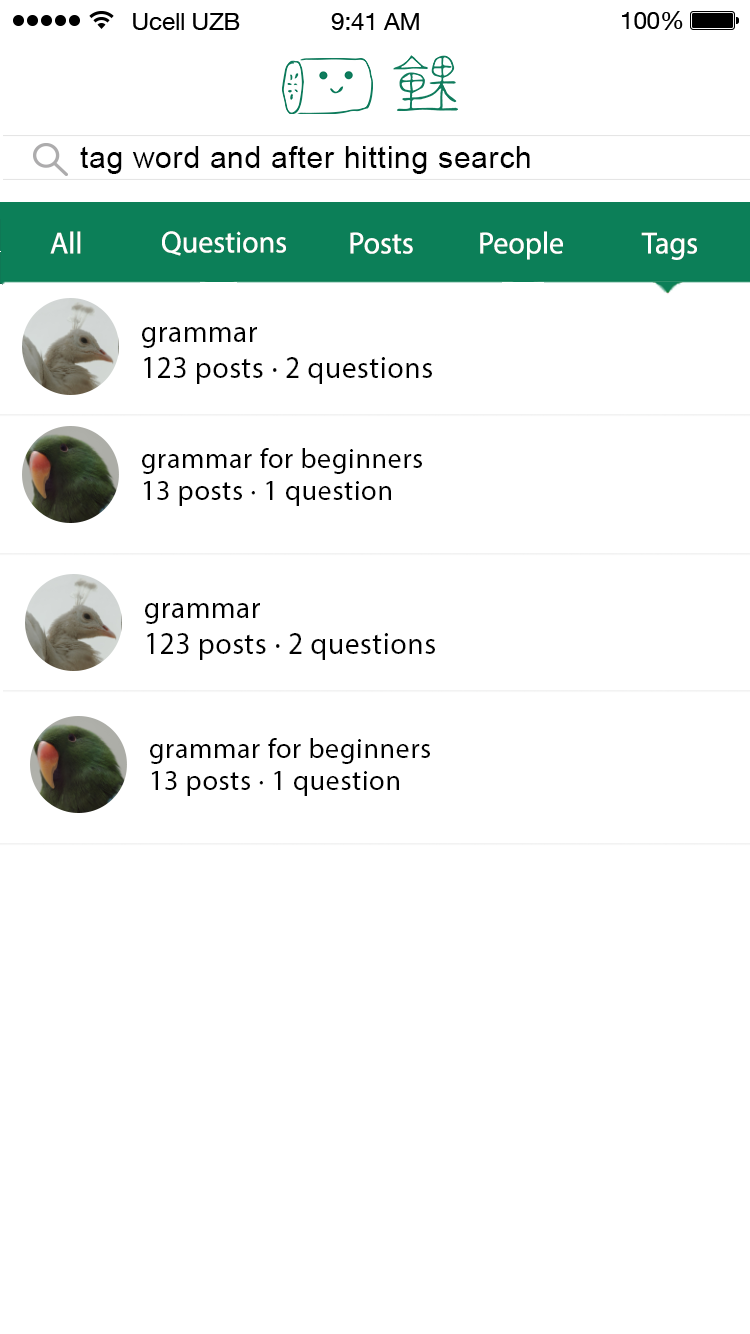 Ucell UZB 9:41 AM 100%
tag word and after hitting search
All Questions Posts People Tags
grammar
123 posts · 2 questions
grammar for beginners
13 posts · 1 question
grammar
123 posts · 2 questions
grammar for beginners
13 posts · 1 question